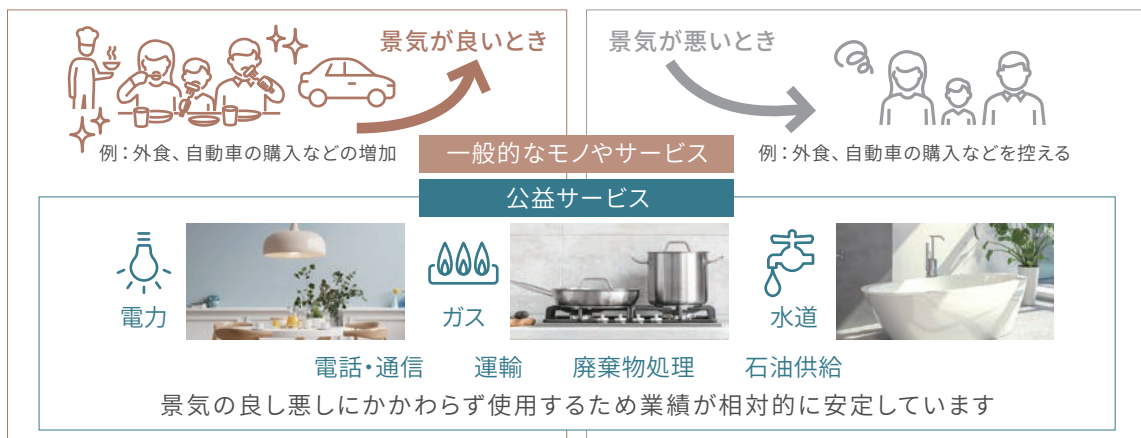 景気が良いとき
景気が悪いとき
例：外食、自動車の購入などの増加
一般的なモノやサービス
例：外食、自動車の購入などを控える
公益サービス
電力
ガス
水道
電話・通信 運輸 廃棄物処理 石油供給
景気の良し悪しにかかわらず使用するため業績が相対的に安定しています